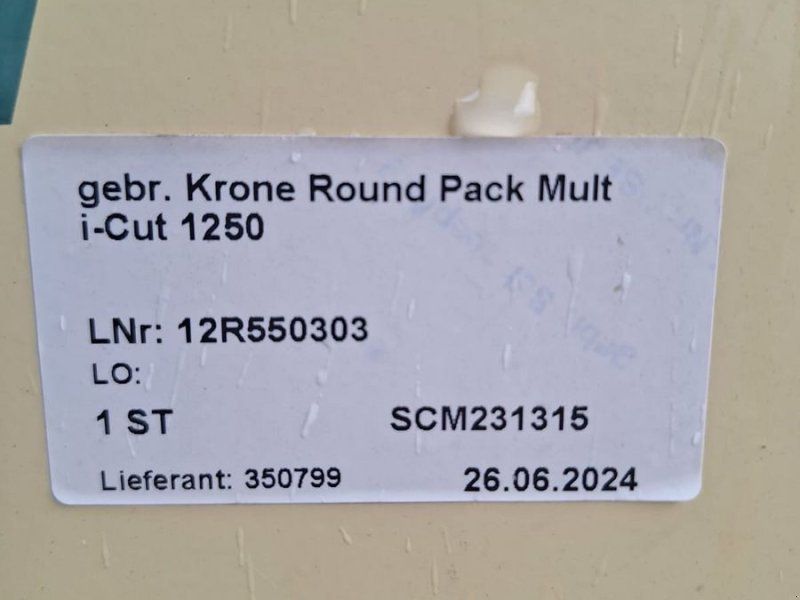 gebr. Krone Round Pack Mult
i-Cut 1250
LNr: 12R550303
LO:
1 ST SCM231315
Lieferant: 350799 26.06.2024